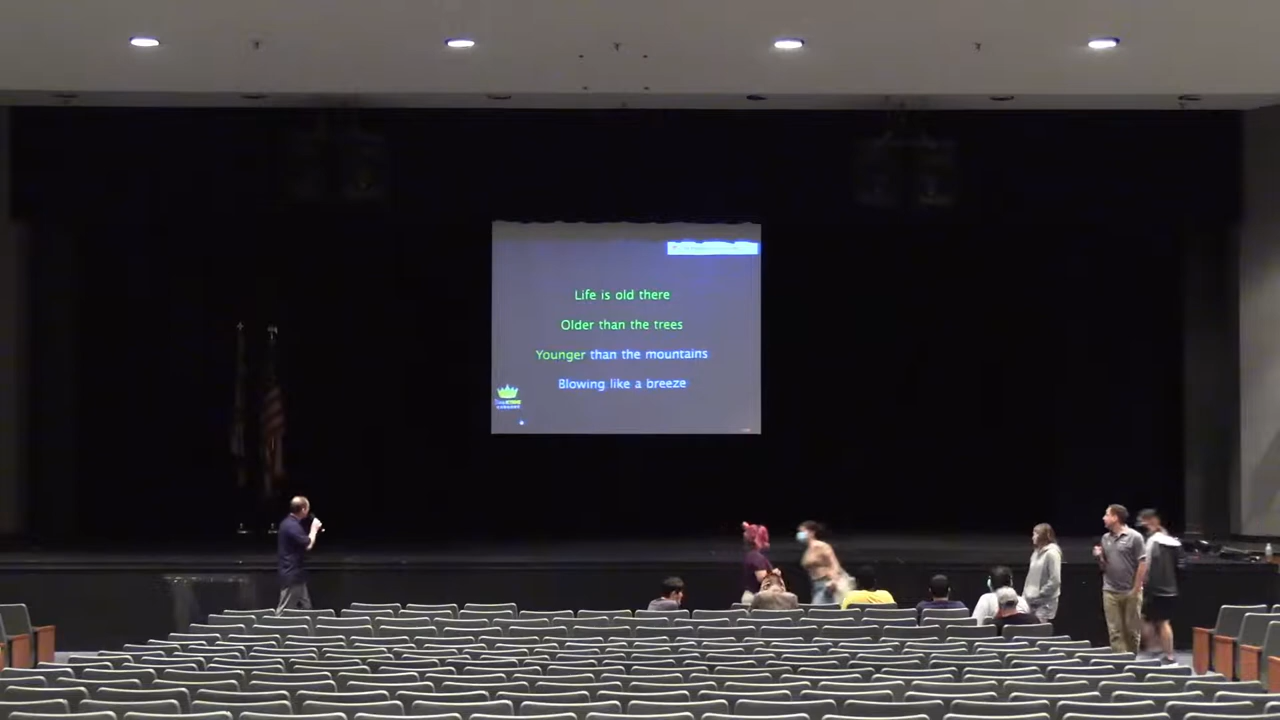 Life is old there
Older than the trees
Younger than the mountains
Blowing like a breeze